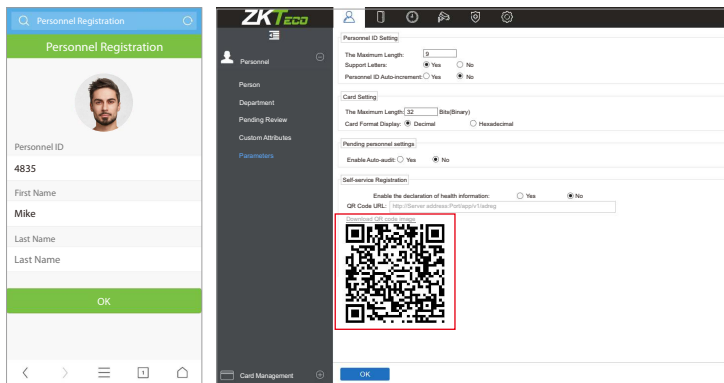 Personnel Registration
Personnel Registration
Personnel ID
4835
First Name
Mike
Last Name
Last Name
OK
1
ZKTeco
Personnel
Person
Department
Pending Review
Custom Attributes
Parameters
Card Management
Personnel ID Setting
The Maximum Length: 9
Support Letters: Yes No
Personnel ID Auto-increment: Yes No
Card Setting
The Maximum Length: 32 Bits(Binary)
Card Format Display: Decimal Hexadecimal
Pending personnel settings
Enable Auto-audit: Yes No
Self-service Registration
Enable the declaration of health information: Yes No
QR Code URL: http://Server address:Port/app/v1/adreg
Download QR code image
OK